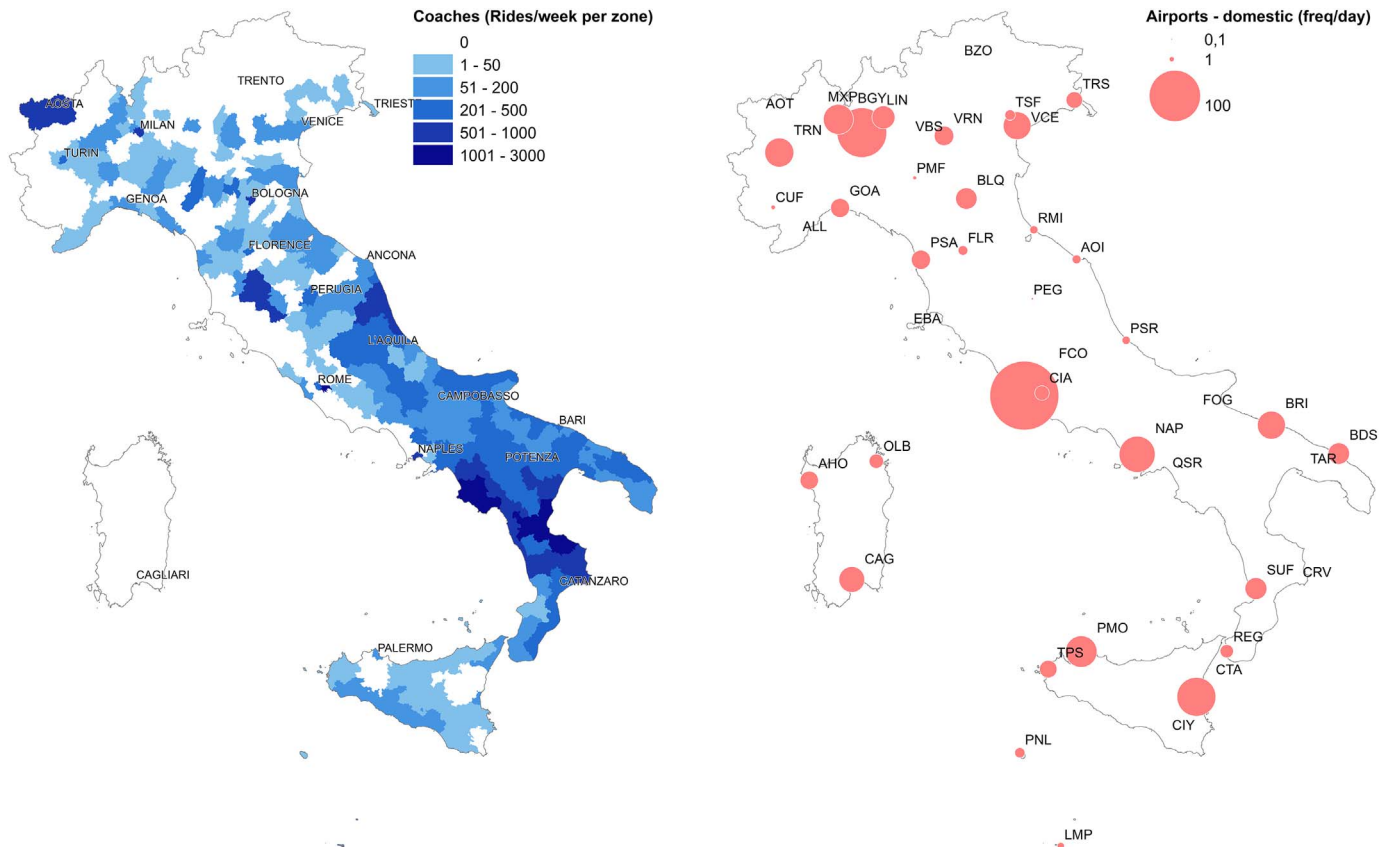 Coaches (Rides/week per zone)
0
1 - 50
51 - 200
201 - 500
501 - 1000
1001 - 3000
TRENTO
AOSTA
TRIESTE
MILAN
VENICE
TURIN
GENOA
BOLOGNA
FLORENCE
ANCONA
PERUGIA
L'AQUILA
ROME
CAMPOBASSO
BARI
NAPLES
POTENZA
CAGLIARI
CATANZARO
PALERMO
Airports - domestic (freq/day)
0,1
1
100
BZO
TRS
AOT
MXP
BGY
LIN
TSF
VCE
TRN
VBS
VRN
PMF
BLQ
CUF
GOA
ALL
RMI
PSA
FLR
AOI
PEG
EBA
PSR
FCO
CIA
FOG
BRI
NAP
BDS
OLB
QSR
TAR
AHO
CAG
SUF
CRV
PMO
REG
TPS
CTA
CIY
PNL
LMP